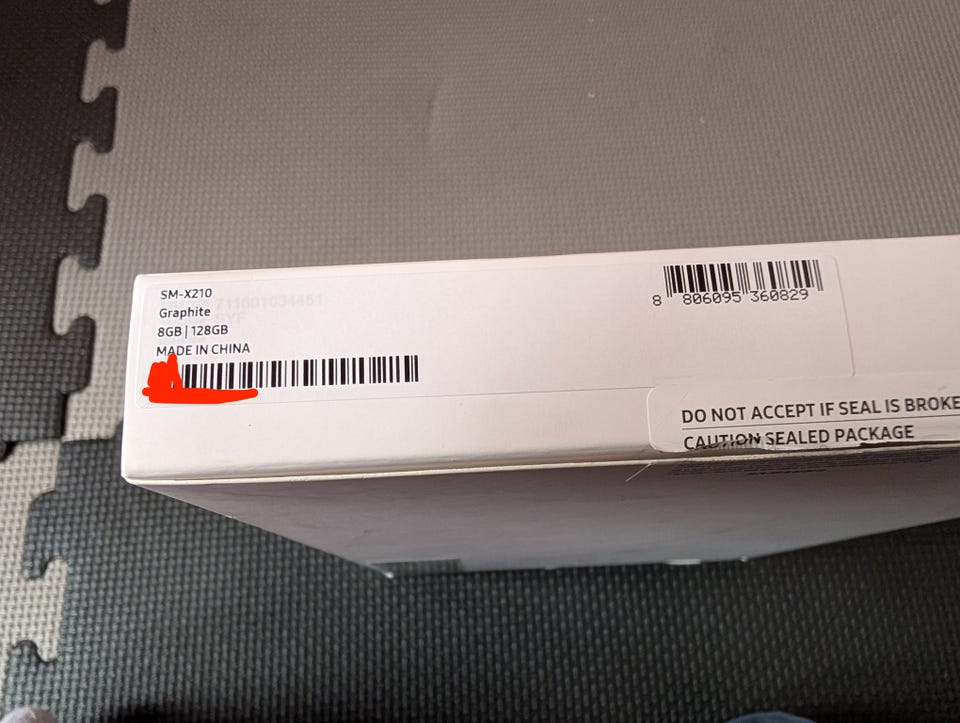 SM-X210
Graphite
8GB | 128GB
MADE IN CHINA
8 806095 360829
DO NOT ACCEPT IF SEAL IS BROKE
CAUTION SEALED PACKAGE